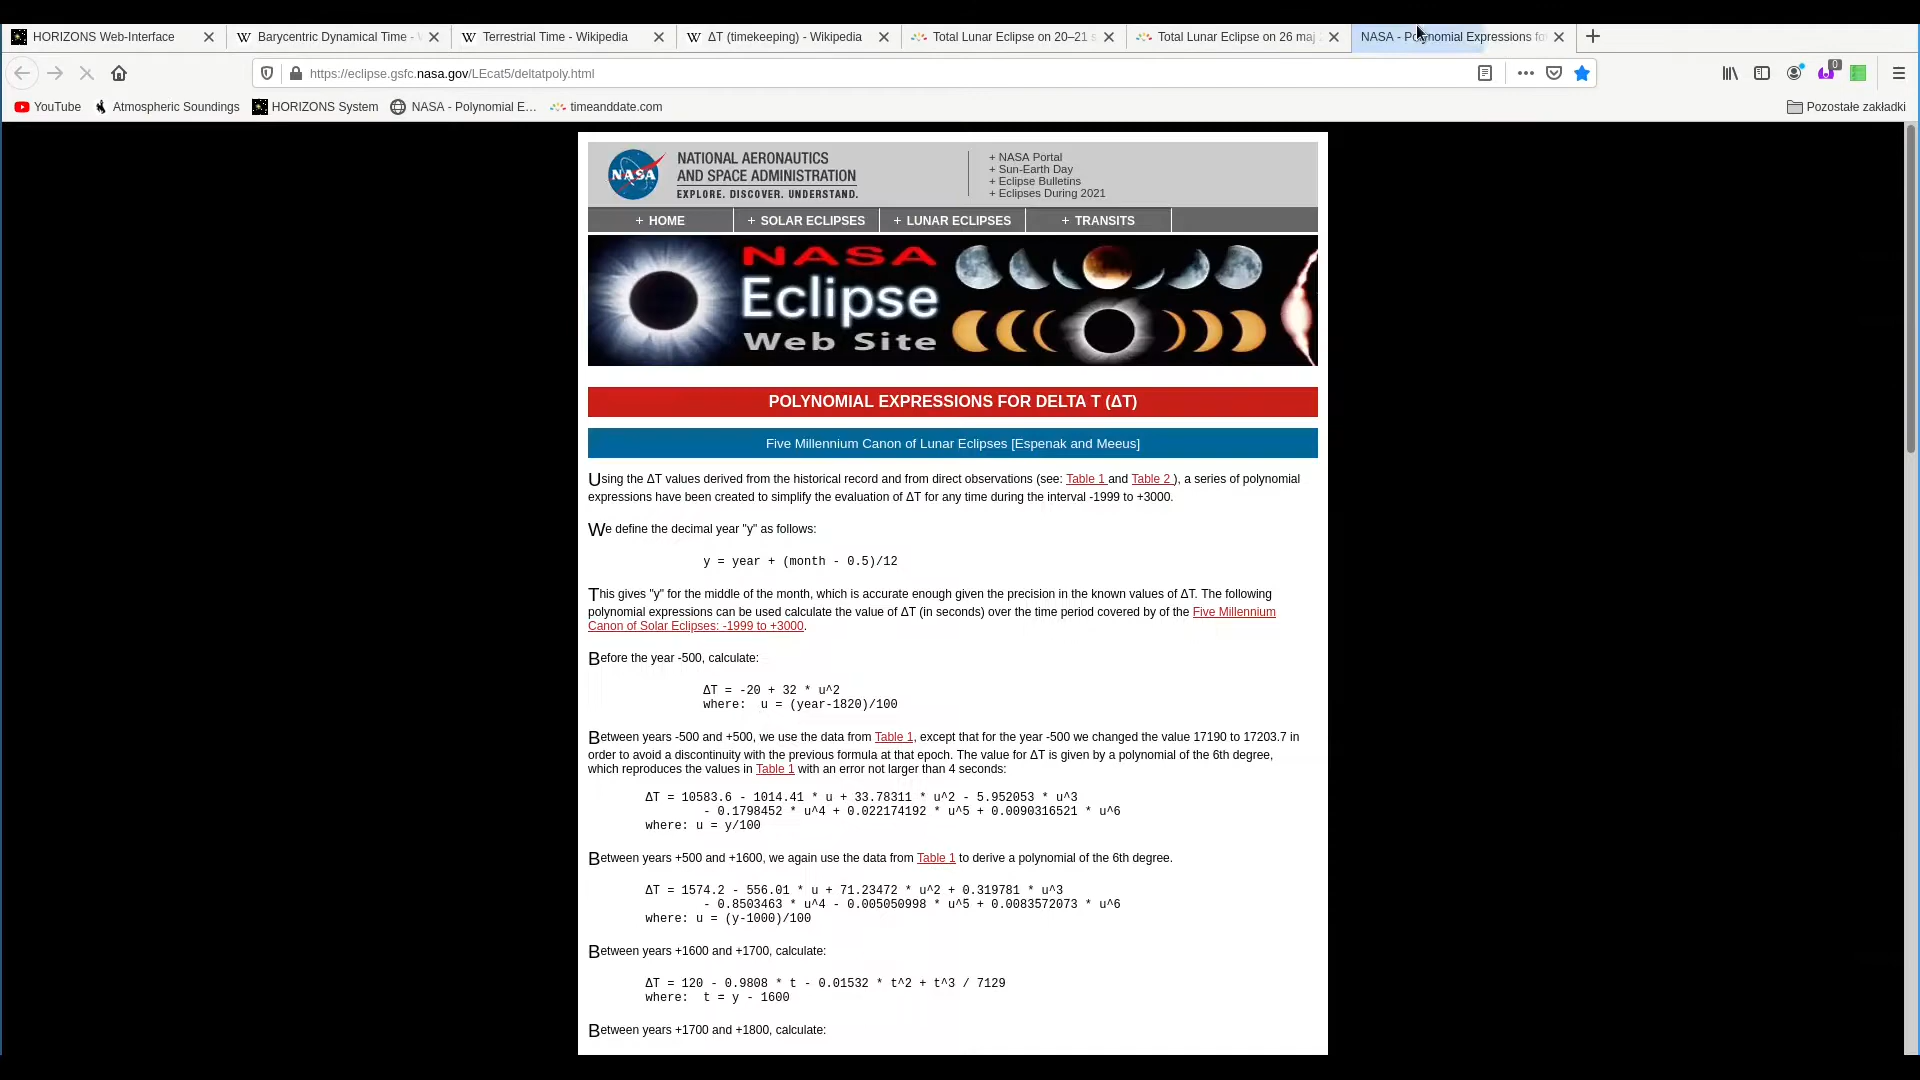 HORIZONS Web-Interface
Barycentric Dynamical Time -
Terrestrial Time - Wikipedia
ΔT (timekeeping) - Wikipedia
Total Lunar Eclipse on 20–21 s
Total Lunar Eclipse on 26 maj
NASA - Polynomial Expressions fo
https://eclipse.gsfc.nasa.gov/LEcat5/deltatpoly.html
0
YouTube
Atmospheric Soundings
HORIZONS System
NASA - Polynomial E...
timeanddate.com
Pozostałe zakładki
NASA
NATIONAL AERONAUTICS
AND SPACE ADMINISTRATION
EXPLORE. DISCOVER. UNDERSTAND.
+ NASA Portal
+ Sun-Earth Day
+ Eclipse Bulletins
+ Eclipses During 2021
+ HOME
+ SOLAR ECLIPSES
+ LUNAR ECLIPSES
+ TRANSITS
NASA
Eclipse
Web Site
POLYNOMIAL EXPRESSIONS FOR DELTA T (ΔT)
Five Millennium Canon of Lunar Eclipses [Espenak and Meeus]
Using the ΔT values derived from the historical record and from direct observations (see: Table 1 and Table 2 ), a series of polynomial
expressions have been created to simplify the evaluation of ΔT for any time during the interval -1999 to +3000.
We define the decimal year "y" as follows:
y = year + (month - 0.5)/12
This gives "y" for the middle of the month, which is accurate enough given the precision in the known values of ΔT. The following
polynomial expressions can be used calculate the value of ΔT (in seconds) over the time period covered by of the Five Millennium
Canon of Solar Eclipses: -1999 to +3000.
Before the year -500, calculate:
ΔT = -20 + 32 * u^2
where: u = (year-1820)/100
Between years -500 and +500, we use the data from Table 1, except that for the year -500 we changed the value 17190 to 17203.7 in
order to avoid a discontinuity with the previous formula at that epoch. The value for ΔT is given by a polynomial of the 6th degree,
which reproduces the values in Table 1 with an error not larger than 4 seconds:
ΔT = 10583.6 - 1014.41 * u + 33.78311 * u^2 - 5.952053 * u^3
- 0.1798452 * u^4 + 0.022174192 * u^5 + 0.0090316521 * u^6
where: u = y/100
Between years +500 and +1600, we again use the data from Table 1 to derive a polynomial of the 6th degree.
ΔT = 1574.2 - 556.01 * u + 71.23472 * u^2 + 0.319781 * u^3
- 0.8503463 * u^4 - 0.005050998 * u^5 + 0.0083572073 * u^6
where: u = (y-1000)/100
Between years +1600 and +1700, calculate:
ΔT = 120 - 0.9808 * t - 0.01532 * t^2 + t^3 / 7129
where: t = y - 1600
Between years +1700 and +1800, calculate: